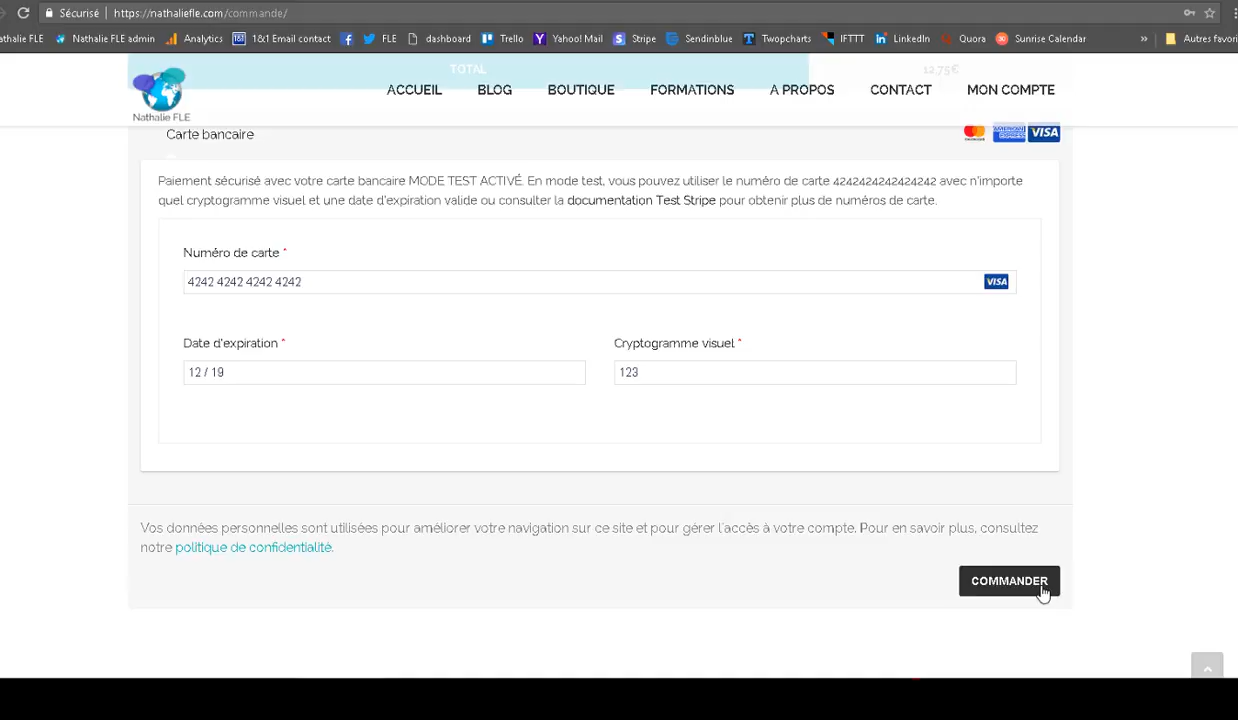 Sécurisé https://nathaliefle.com/commande/
athalie FLE Nathalie FLE admin Analytics 1&1 Email contact FLE dashboard Trello Yahoo! Mail Stripe Sendinblue Twopcharts IFTTT LinkedIn Quora Sunrise Calendar » Autres favori
TOTAL 12,75€
Nathalie FLE
ACCUEIL BLOG BOUTIQUE FORMATIONS A PROPOS CONTACT MON COMPTE
Carte bancaire AMERICAN EXPRESS VISA
Paiement sécurisé avec votre carte bancaire MODE TEST ACTIVÉ. En mode test, vous pouvez utiliser le numéro de carte 4242424242424242 avec n'importe
quel cryptogramme visuel et une date d'expiration valide ou consulter la documentation Test Stripe pour obtenir plus de numéros de carte.
Numéro de carte *
4242 4242 4242 4242 VISA
Date d'expiration * Cryptogramme visuel *
12 / 19 123
Vos données personnelles sont utilisées pour améliorer votre navigation sur ce site et pour gérer l'accès à votre compte. Pour en savoir plus, consultez
notre politique de confidentialité.
COMMANDER